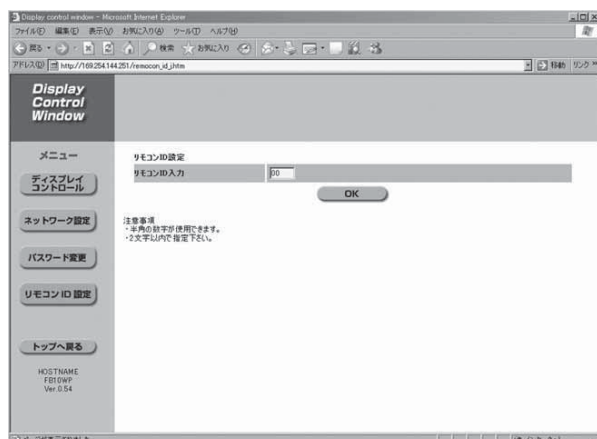 Display control window - Microsoft Internet Explorer
ファイル(F) 編集(E) 表示(V) お気に入り(A) ツール(T) ヘルプ(H)
戻る 検索 お気に入り
アドレス(D) http://169.254.144.251/remocon_id_j.htm 移動 リンク »
Display
Control
Window
メニュー
ディスプレイ
コントロール
ネットワーク設定
パスワード変更
リモコン ID 設定
トップへ戻る
HOSTNAME
FB10WP
Ver.0.54
リモコンID設定
リモコンID入力 00
OK
注意事項
・半角の数字が使用できます。
・2文字以内で指定下さい。